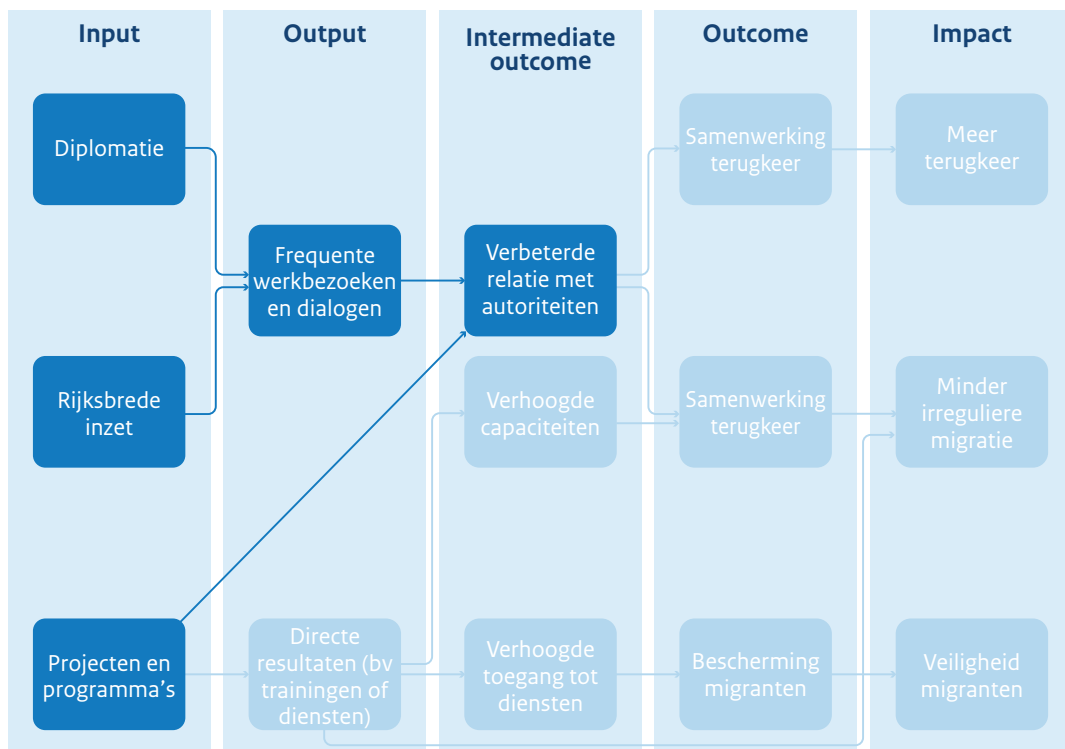 Input
Output
Intermediate
outcome
Outcome
Impact
Diplomatie
Samenwerking
terugkeer
Meer
terugkeer
Frequente
werkbezoeken
en dialogen
Verbeterde
relatie met
autoriteiten
Rijksbrede
inzet
Verhoogde
capaciteiten
Samenwerking
terugkeer
Minder
irreguliere
migratie
Projecten en
programma's
Directe
resultaten (bv
trainingen of
diensten)
Verhoogde
toegang tot
diensten
Bescherming
migranten
Veiligheid
migranten